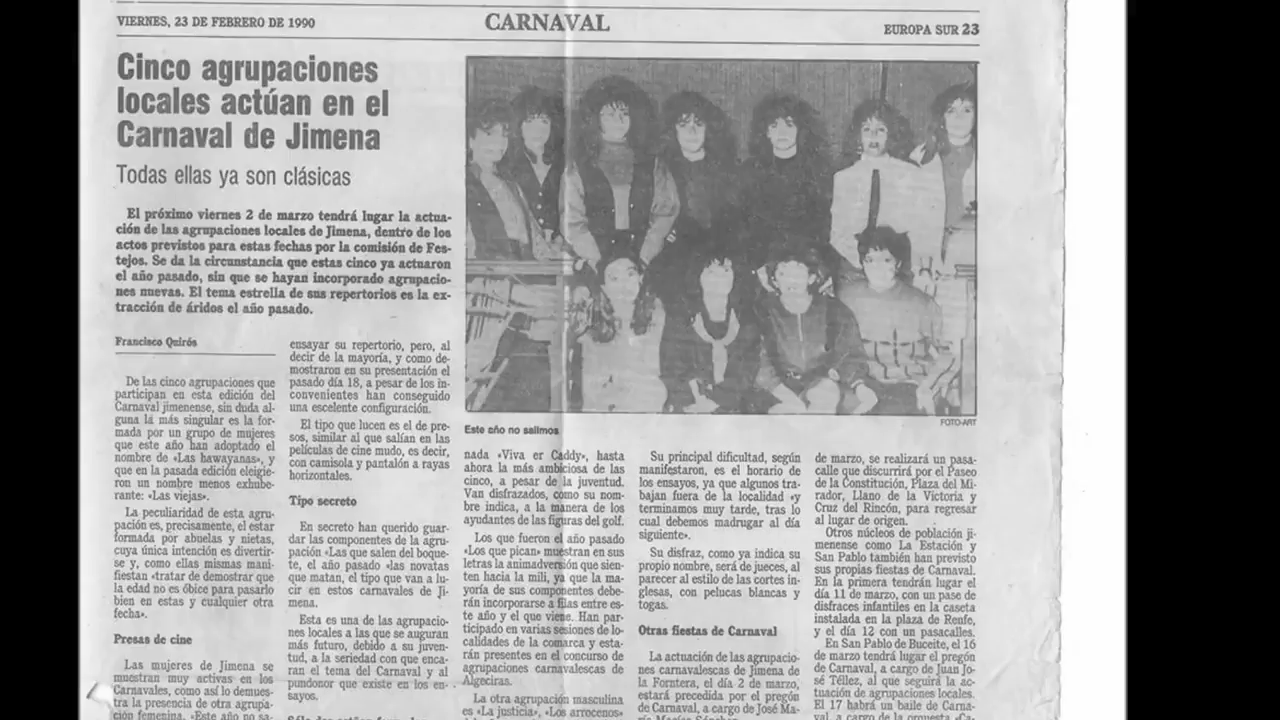 VIERNES, 23 DE FEBRERO DE 1990
CARNAVAL
EUROPA SUR 23
Cinco agrupaciones
locales actúan en el
Carnaval de Jimena
Todas ellas ya son clásicas
El próximo viernes 2 de marzo tendrá lugar la actua-
ción de las agrupaciones locales de Jimena, dentro de los
actos previstos para estas fechas por la comisión de Fes-
tejos. Se da la circunstancia que estas cinco ya actuaron
el año pasado, sin que se hayan incorporado agrupacio-
nes nuevas. El tema estrella de sus repertorios es la ex-
tracción de áridos el año pasado.
Francisco Quirós
De las cinco agrupaciones que
participan en esta edición del
Carnaval jimenense, sin duda al-
guna la más singular es la for-
mada por un grupo de mujeres
que este año han adoptado el
nombre de «Las hawayanas», y
que en la pasada edición eleigie-
ron un nombre menos exhube-
rante: «Las viejas».
La peculiaridad de esta agru-
pación es, precisamente, el estar
formada por abuelas y nietas,
cuya única intención es divertir-
se y, como ellas mismas mani-
fiestan «tratar de demostrar que
la edad no es óbice para pasarlo
bien en estas y cualquier otra
fecha».
Presas de cine
Las mujeres de Jimena se
muestran muy activas en los
Carnavales, como así lo demues-
tra la presencia de otra agrupa-
ción femenina. «Este año no sa-
ensayar su repertorio, pero, al
decir de la mayoría, y como de-
mostraron en su presentación el
pasado día 18, a pesar de los in-
convenientes han conseguido
una escelente configuración.
El tipo que lucen es el de pre-
sos, similar al que salían en las
películas de cine mudo, es decir,
con camisola y pantalón a rayas
horizontales.
Tipo secreto
En secreto han querido guar-
dar las componentes de la agru-
pación «Las que salen del boque-
te, el año pasado «las novatas
que matan, el tipo que van a lu-
cir en estos carnavales de Ji-
mena.
Esta es una de las agrupacio-
nes locales a las que se auguran
más futuro, debido a su juven-
tud, a la seriedad con que enca-
ran el tema del Carnaval y al
pundonor que existe en los en-
sayos.
FOTO-ART
Este año no salimos
nada «Viva er Caddy», hasta
ahora la más ambiciosa de las
cinco, a pesar de la juventud.
Van disfrazados, como su nom-
bre indica, a la manera de los
ayudantes de las figuras del golf.
Los que fueron el año pasado
«Los que pican» muestran en sus
letras la animadversión que sien-
ten hacia la mili, ya que la ma-
yoría de sus componentes debe-
rán incorporarse a filas entre es-
te año y el que viene. Han par-
ticipado en varias sesiones de lo-
calidades de la comarca y esta-
rán presentes en el concurso de
agrupaciones carnavalescas de
Algeciras.
La otra agrupación masculina
es «La justicia», «Los arrocenos»
Su principal dificultad, según
manifestaron, es el horario de
los ensayos, ya que algunos tra-
bajan fuera de la localidad «y
terminamos muy tarde, tras lo
cual debemos madrugar al día
siguiente».
Su disfraz, como ya indica su
propio nombre, será de jueces, al
parecer al estilo de las cortes in-
glesas, con pelucas blancas y
togas.
Otras fiestas de Carnaval
La actuación de las agrupacio-
nes carnavalescas de Jimena de
la Forntera, el día 2 de marzo,
estará precedida por el pregón
de Carnaval, a cargo de José Ma-
de marzo, se realizará un pasa-
calle que discurrirá por el Paseo
de la Constitución, Plaza del Mi-
rador, Llano de la Victoria y
Cruz del Rincón, para regresar
al lugar de origen.
Otros núcleos de población ji-
menense como La Estación y
San Pablo también han previsto
sus propias fiestas de Carnaval.
En la primera tendrán lugar el
día 11 de marzo, con un pase de
disfraces infantiles en la caseta
instalada en la plaza de Renfe,
y el día 12 con un pasacalles.
En San Pablo de Buceite, el 16
de marzo tendrá lugar el pregón
de Carnaval, a cargo de Juan Jo-
sé Téllez, al que seguirá la ac-
tuación de agrupaciones locales.
El 17 habrá un baile de Carna-
val, a cargo de la orquesta «Ca-